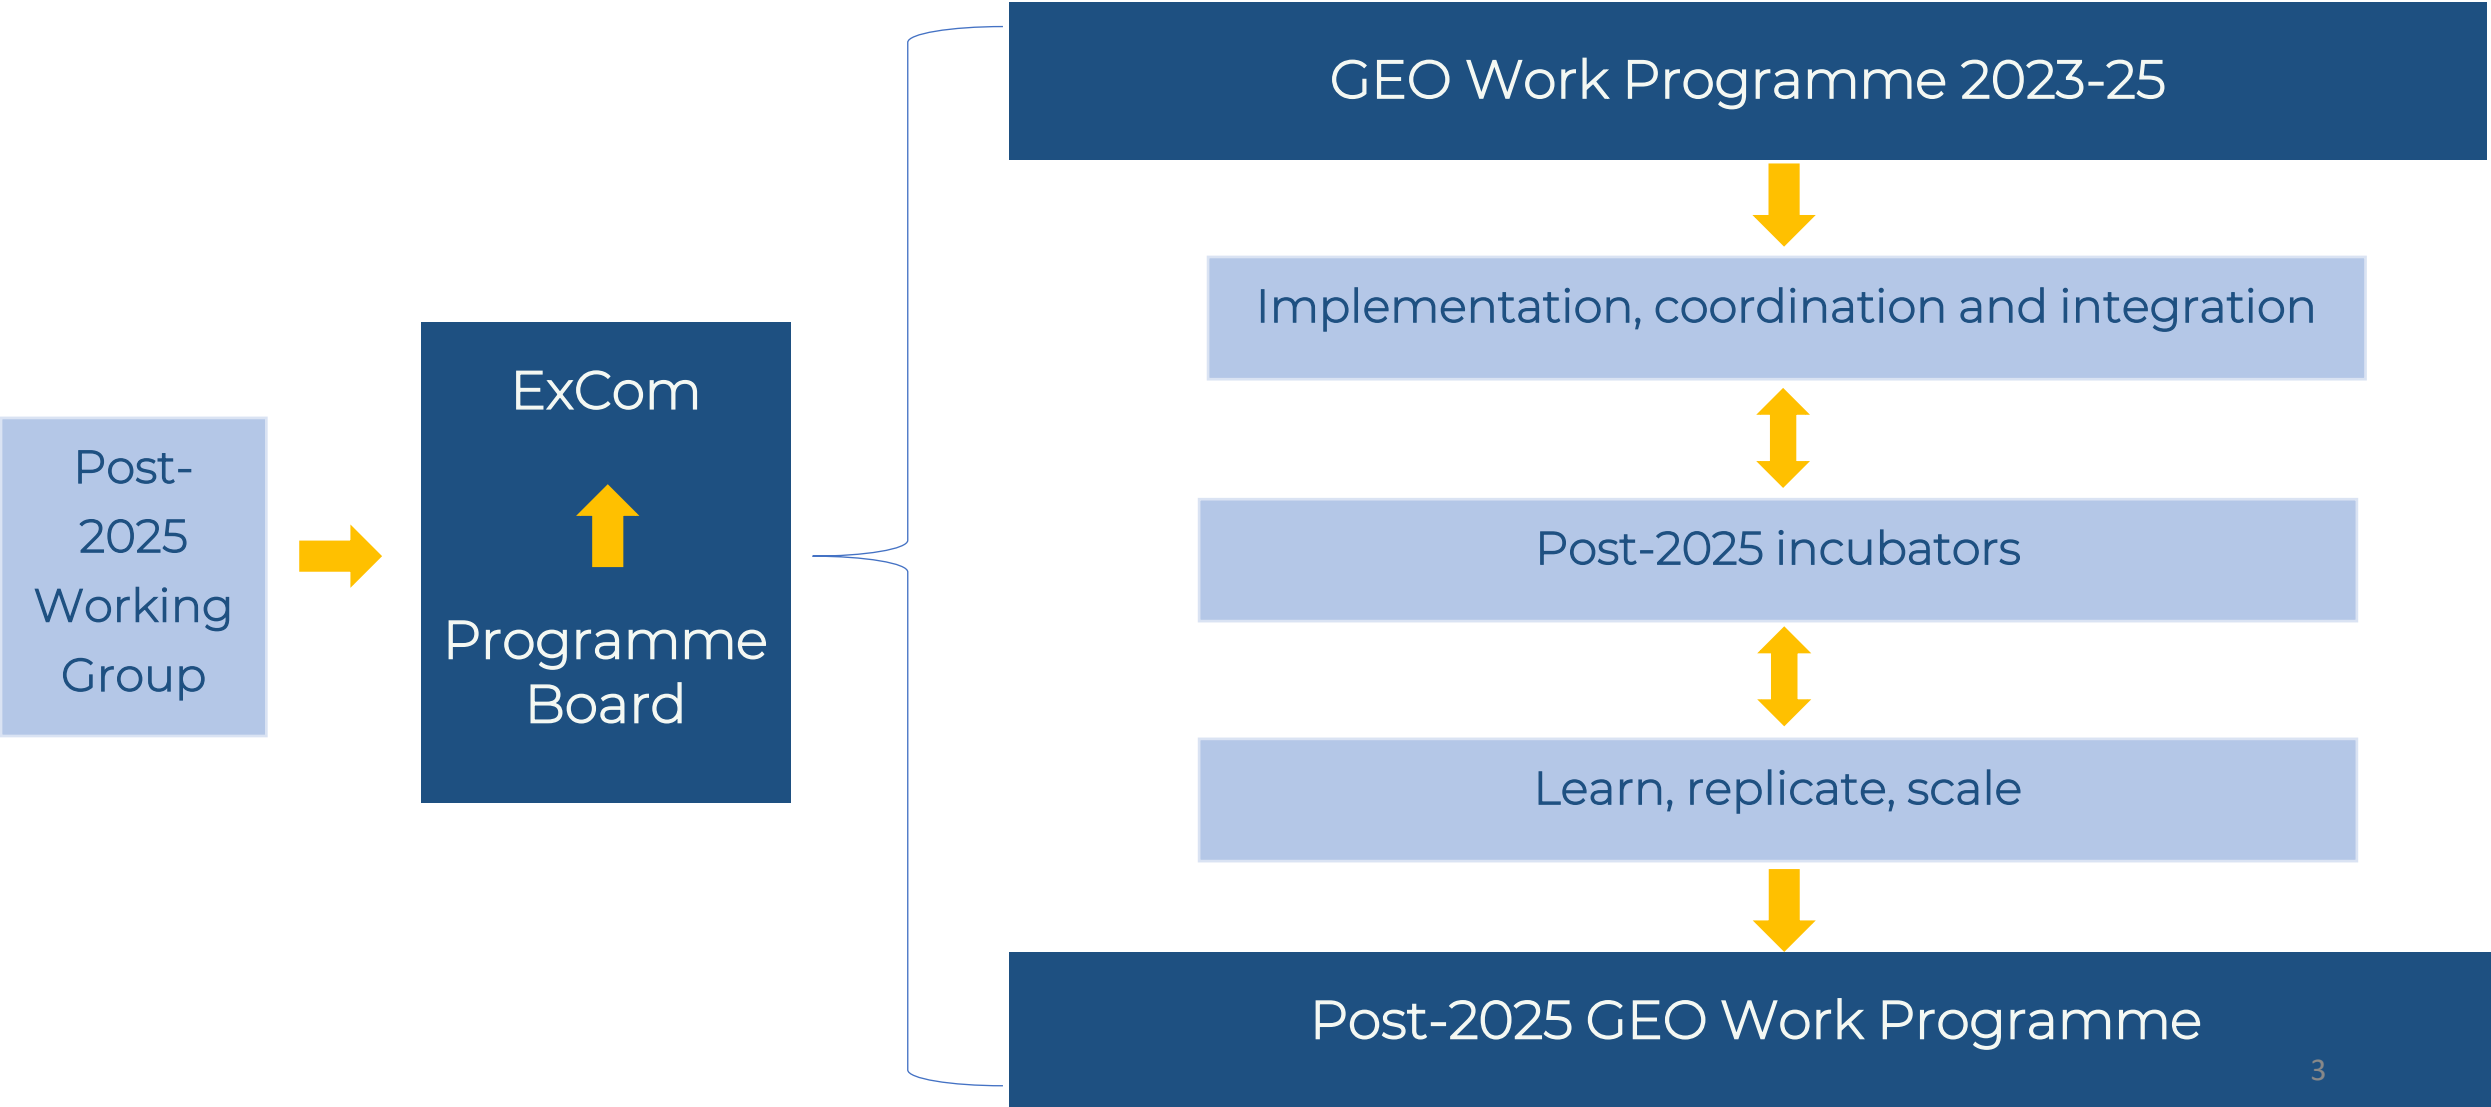 Post-
2025
Working
Group
ExCom
Programme
Board
GEO Work Programme 2023-25
Implementation, coordination and integration
Post-2025 incubators
Learn, replicate, scale
Post-2025 GEO Work Programme
3